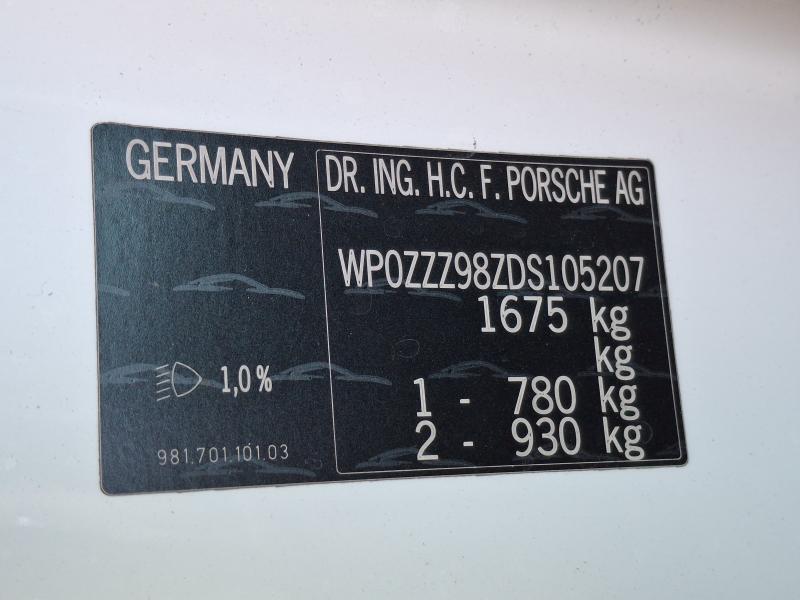 GERMANY
DR. ING. H.C. F. PORSCHE AG
WP0ZZZ98ZDS105207
1675 kg
kg
1 - 780 kg
2 - 930 kg
1,0%
981.701.101.03